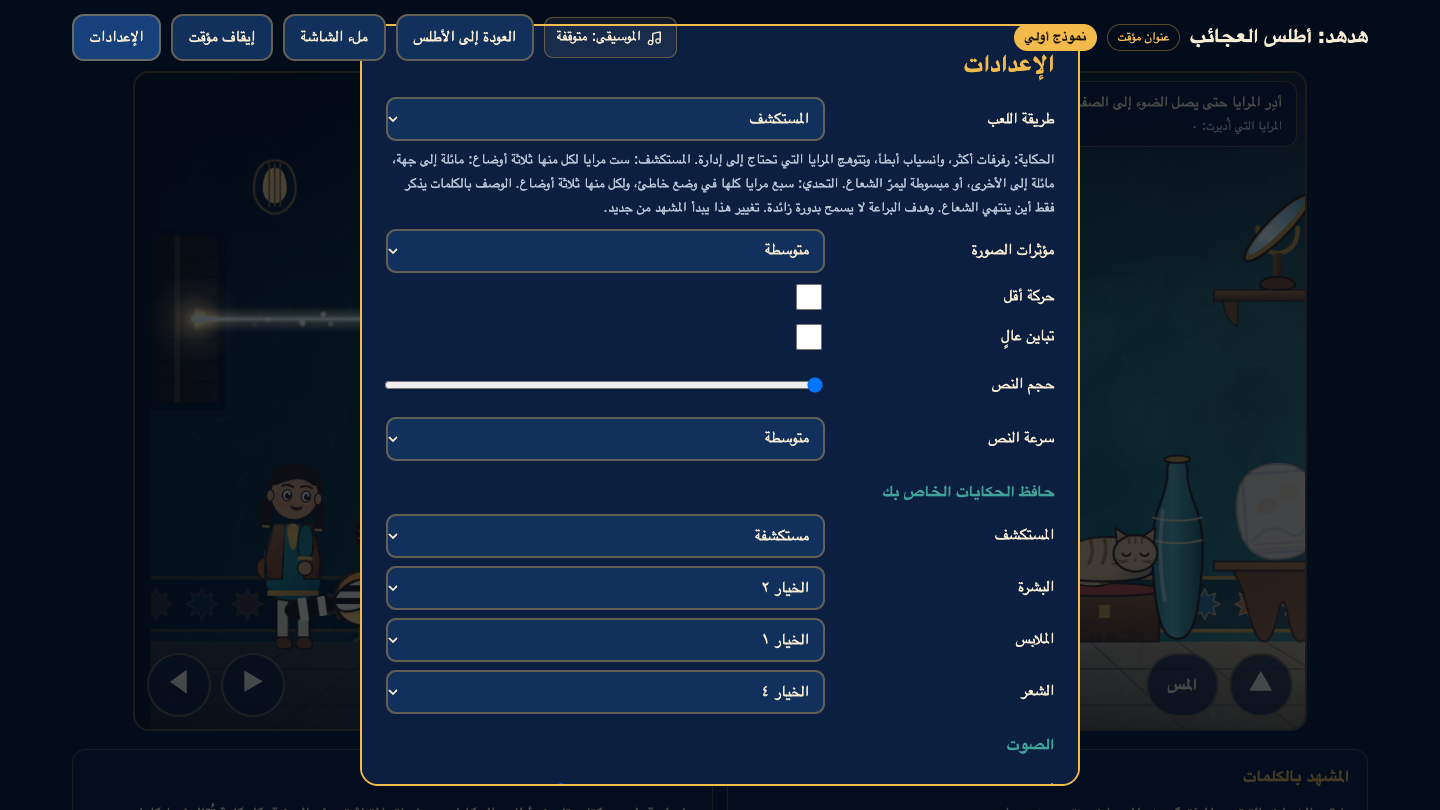 هدهد: أطلس العجائب
عنوان مؤقت
نموذج أولي
الموسيقى: متوقفة
العودة إلى الأطلس
ملء الشاشة
إيقاف مؤقت
الإعدادات
أدِر المرايا حتى يصل الضوء إلى
المرايا التي أُديرت: ٠
الإعدادات
طريقة اللعب
المستكشف
الحكاية: رفرفات أكثر، وانسياب أبطأ، وتتوهج المرايا التي تحتاج إلى إدارة. المستكشف: ست مرايا لكل منها ثلاثة أوضاع: مائلة إلى جهة،
مائلة إلى الأخرى، أو مبسوطة ليمرّ الشعاع. التحدي: سبع مرايا كلها في وضع خاطئ، ولكل منها ثلاثة أوضاع. الوصف بالكلمات يذكر
فقط أين ينتهي الشعاع. وهدف البراعة لا يسمح بدورة زائدة. تغيير هذا يبدأ المشهد من جديد.
مؤثرات الصورة
متوسطة
حركة أقل
تباين عالٍ
حجم النص
سرعة النص
متوسطة
حافظ الحكايات الخاص بك
المستكشف
مستكشفة
البشرة
الخيار ٢
الملابس
الخيار ١
الشعر
الخيار ٤
الصوت
المس
المشهد بالكلمات